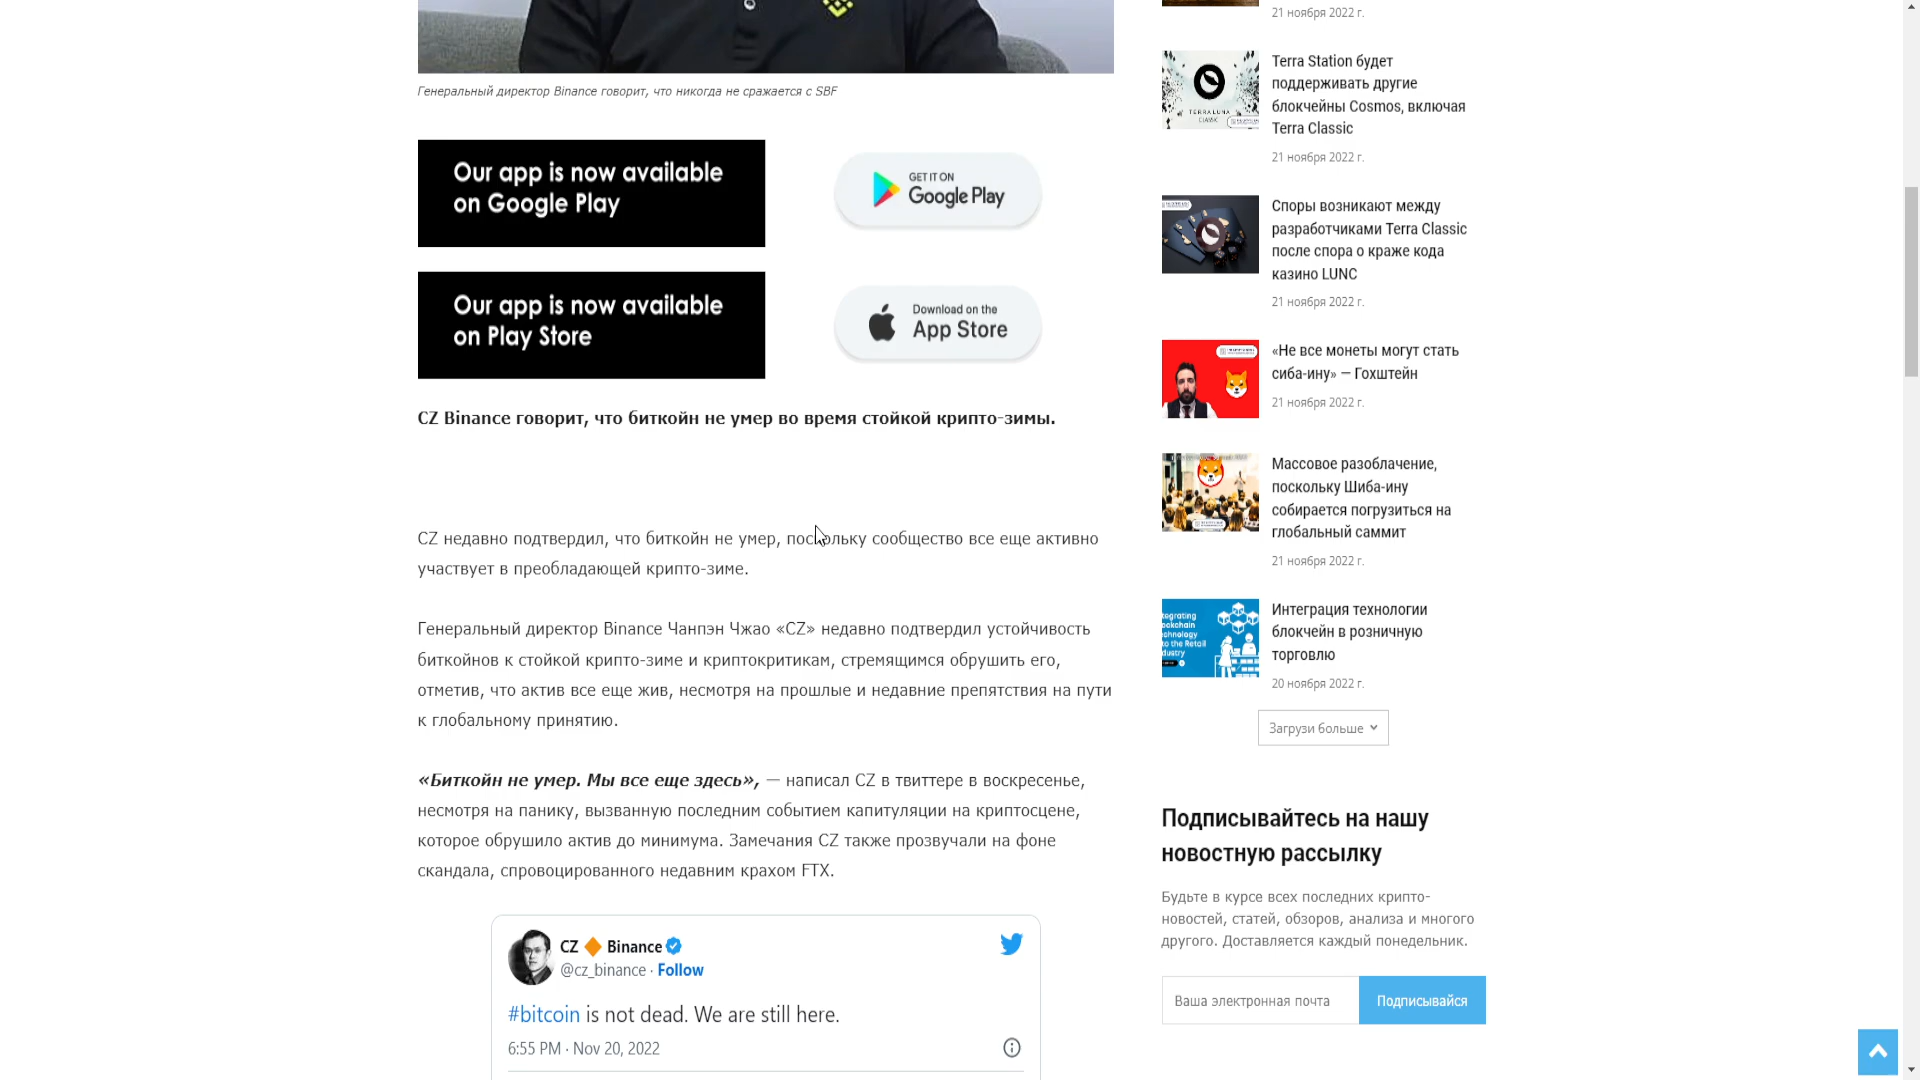 Генеральный директор Binance говорит, что никогда не сражается с SBF
Our app is now available
on Google Play
GET IT ON
Google Play
Our app is now available
on Play Store
Download on the
App Store
CZ Binance говорит, что биткойн не умер во время стойкой крипто-зимы.
CZ недавно подтвердил, что биткойн не умер, поскольку сообщество все еще активно
участвует в преобладающей крипто-зиме.
Генеральный директор Binance Чанпэн Чжао «CZ» недавно подтвердил устойчивость
биткойнов к стойкой крипто-зиме и криптокритикам, стремящимся обрушить его,
отметив, что актив все еще жив, несмотря на прошлые и недавние препятствия на пути
к глобальному принятию.
«Биткойн не умер. Мы все еще здесь», — написал CZ в твиттере в воскресенье,
несмотря на панику, вызванную последним событием капитуляции на криптосцене,
которое обрушило актив до минимума. Замечания CZ также прозвучали на фоне
скандала, спровоцированного недавним крахом FTX.
CZ Binance
@cz_binance · Follow
#bitcoin is not dead. We are still here.
6:55 PM · Nov 20, 2022
21 ноября 2022 г.
TERRA LUNA
CLASSIC
Terra Station будет
поддерживать другие
блокчейны Cosmos, включая
Terra Classic
21 ноября 2022 г.
Споры возникают между
разработчиками Terra Classic
после спора о краже кода
казино LUNC
21 ноября 2022 г.
«Не все монеты могут стать
сиба-ину» — Гохштейн
21 ноября 2022 г.
Массовое разоблачение,
поскольку Шиба-ину
собирается погрузиться на
глобальный саммит
21 ноября 2022 г.
tegrating
ockchain
chnology
to the Retail
dustry
Интеграция технологии
блокчейн в розничную
торговлю
20 ноября 2022 г.
Загрузи больше
Подписывайтесь на нашу
новостную рассылку
Будьте в курсе всех последних крипто-
новостей, статей, обзоров, анализа и многого
другого. Доставляется каждый понедельник.
Ваша электронная почта
Подписывайся